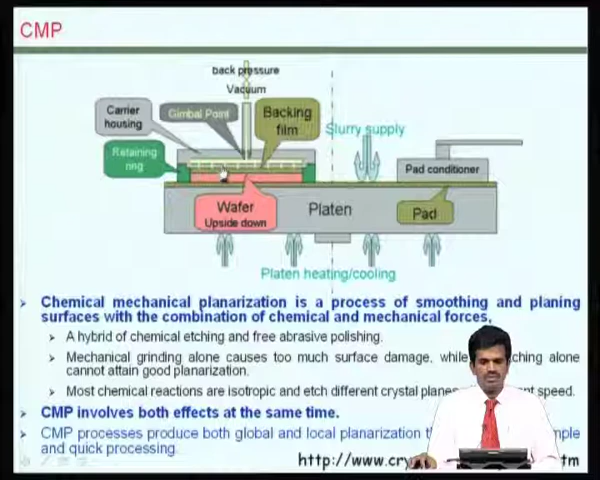 CMP
back pressure
Vacuum
Carrier housing
Gimbal Point
Backing film
Slurry supply
Retaining ring
Pad conditioner
Wafer
Upside down
Platen
Pad
Platen heating/cooling
Chemical mechanical planarization is a process of smoothing and planing
surfaces with the combination of chemical and mechanical forces,
A hybrid of chemical etching and free abrasive polishing.
Mechanical grinding alone causes too much surface damage, while alone
cannot attain good planarization.
Most chemical reactions are isotropic and etch different crystal speed.
CMP involves both effects at the same time.
CMP processes produce both global and local planarization
and quick processing.
http://www.cry